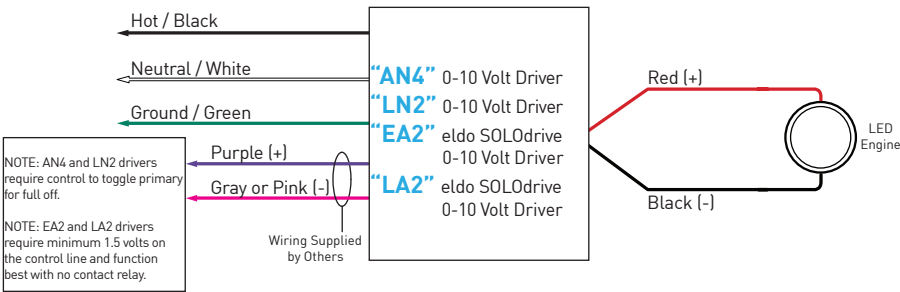 Hot / Black
Neutral / White
Ground / Green
NOTE: AN4 and LN2 drivers
require control to toggle primary
for full off.
NOTE: EA2 and LA2 drivers
require minimum 1.5 volts on
the control line and function
best with no contact relay.
Purple (+)
Gray or Pink (-)
Wiring Supplied
by Others
“AN4” 0-10 Volt Driver
“LN2” 0-10 Volt Driver
“EA2” eldo SOLOdrive
0-10 Volt Driver
“LA2” eldo SOLOdrive
0-10 Volt Driver
Red (+)
Black (-)
LED
Engine